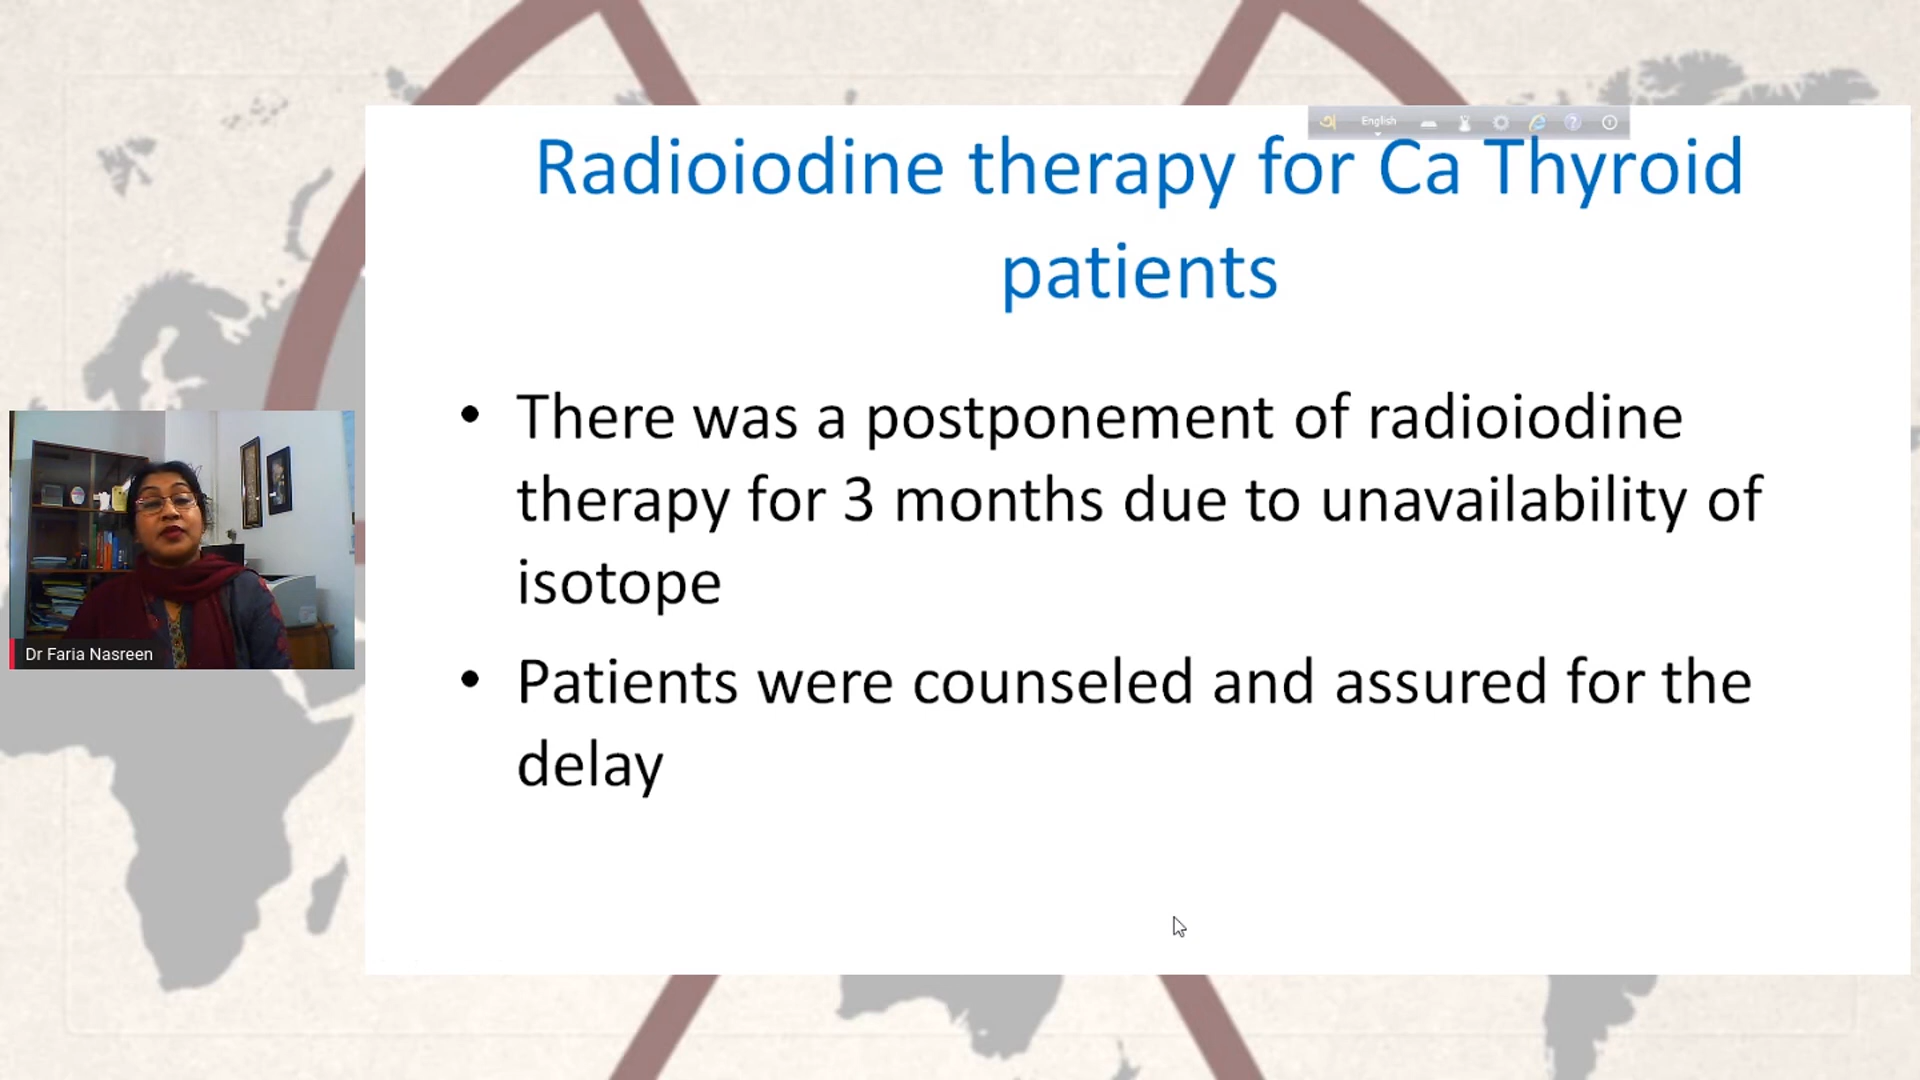 English
Radioiodine therapy for Ca Thyroid
patients
• There was a postponement of radioiodine
therapy for 3 months due to unavailability of
isotope
• Patients were counseled and assured for the
delay
Dr Faria Nasreen